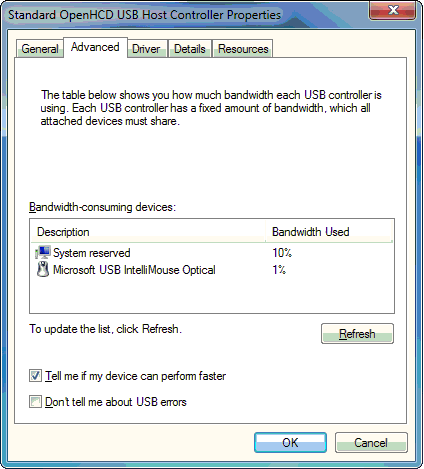 Standard OpenHCD USB Host Controller Properties
General Advanced Driver Details Resources
The table below shows you how much bandwidth each USB controller is
using. Each USB controller has a fixed amount of bandwidth, which all
attached devices must share.
Bandwidth-consuming devices:
Description Bandwidth Used
System reserved 10%
Microsoft USB IntelliMouse Optical 1%
To update the list, click Refresh.
Refresh
Tell me if my device can perform faster
Don't tell me about USB errors
OK Cancel